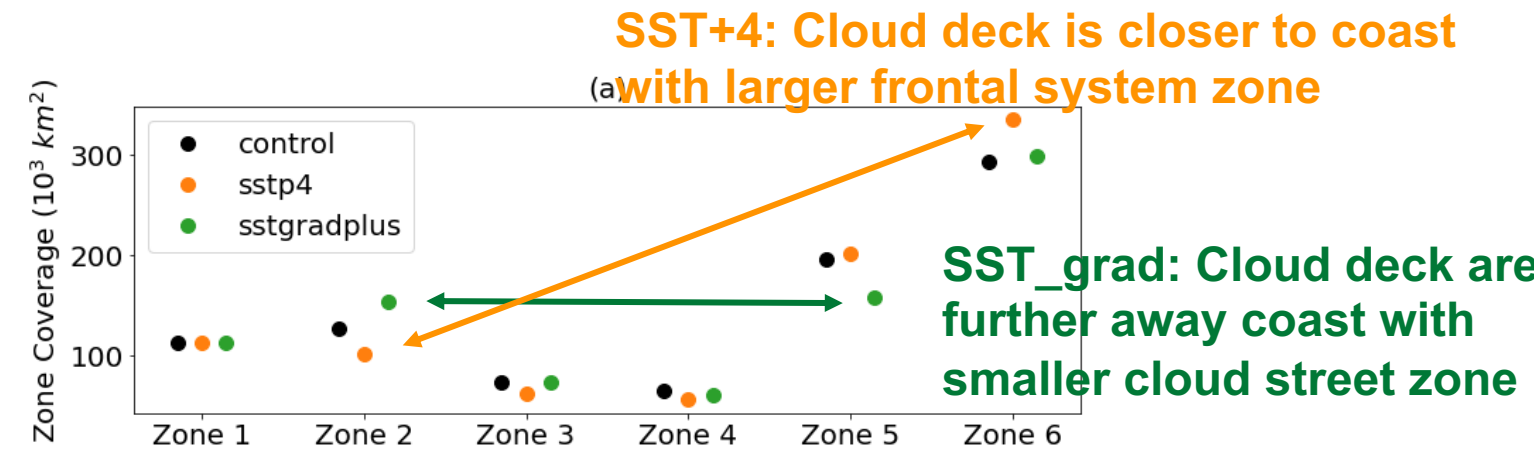 SST+4: Cloud deck is closer to coast
with larger frontal system zone
(a)
Zone Coverage (10³ km²)
300
200
100
control
sstp4
sstgradplus
SST_grad: Cloud deck are
further away coast with
smaller cloud street zone
Zone 1 Zone 2 Zone 3 Zone 4 Zone 5 Zone 6